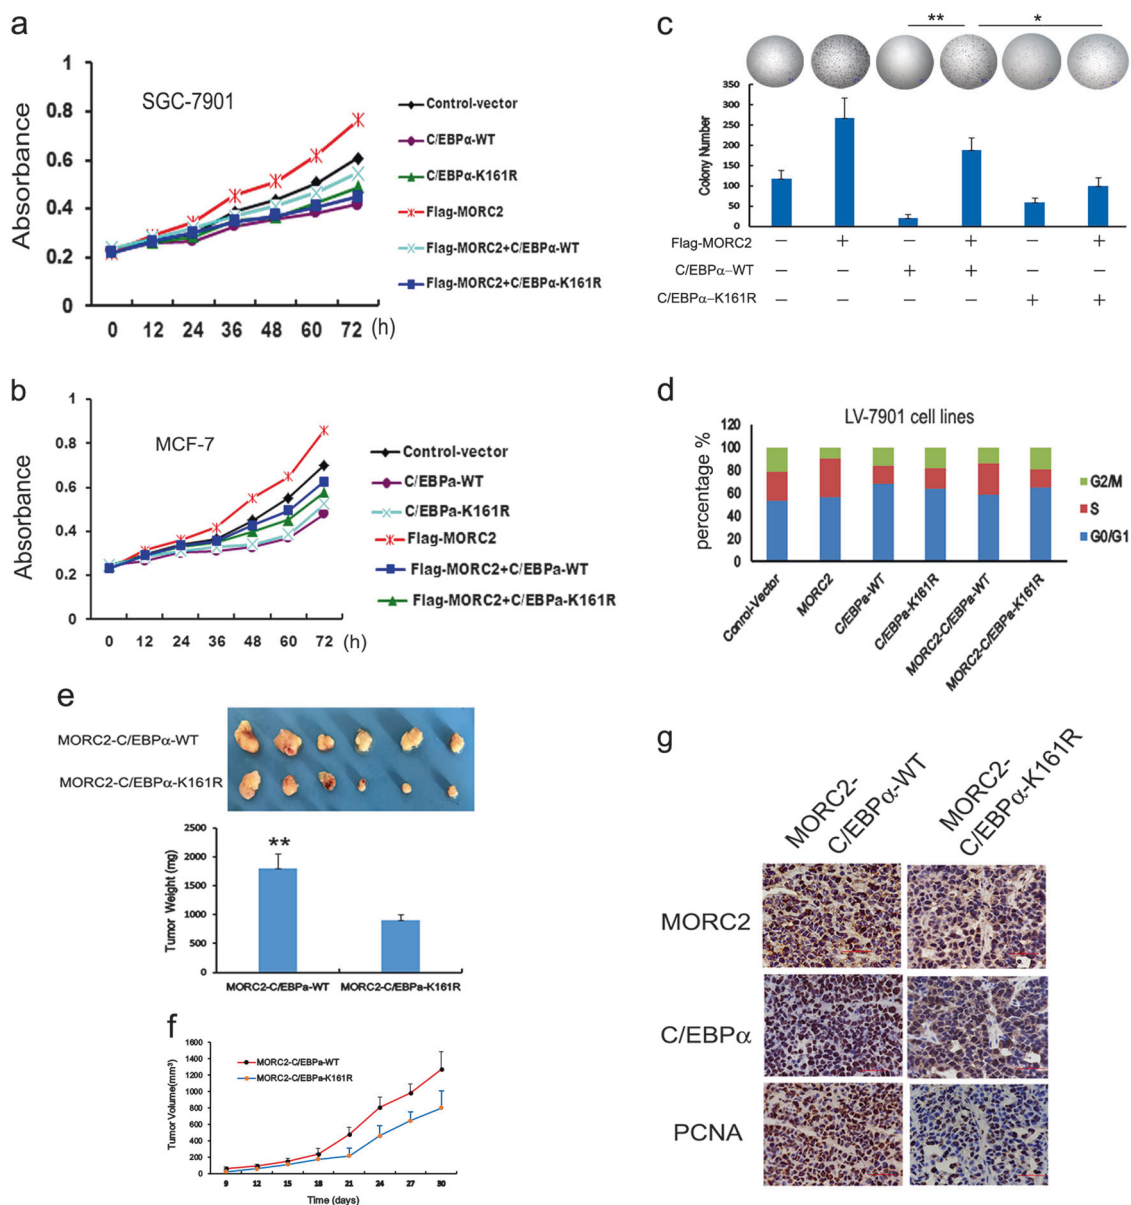 a
SGC-7901
Absorbance
1
0.8
0.6
0.4
0.2
0
0 12 24 36 48 60 72 (h)
Control-vector
C/EBPα-WT
C/EBPα-K161R
Flag-MORC2
Flag-MORC2+C/EBPα-WT
Flag-MORC2+C/EBPα-K161R
b
MCF-7
Absorbance
1
0.8
0.6
0.4
0.2
0
0 12 24 36 48 60 72 (h)
Control-vector
C/EBPa-WT
C/EBPa-K161R
Flag-MORC2
Flag-MORC2+C/EBPa-WT
Flag-MORC2+C/EBPa-K161R
c
** *
Colony Number
350
300
250
200
150
100
50
0
Flag-MORC2 − + − + − +
C/EBPα−WT − − + + − −
C/EBPα−K161R − − − − + +
d
LV-7901 cell lines
percentage %
120
100
80
60
40
20
0
G2/M
S
G0/G1
Conrol-Vector
MORC2
C/EBPa-WT
C/EBPa-K161R
MORC2-C/EBPa-WT
MORC2-C/EBPa-K161R
e
MORC2-C/EBPα-WT
MORC2-C/EBPα-K161R
Tumor Weight (mg)
2500
2000
1500
1000
500
0
**
MORC2-C/EBPa-WT MORC2-C/EBPa-K161R
f
Tumor Volume(mm³)
1600
1400
1200
1000
800
600
400
200
0
MORC2-C/EBPa-WT
MORC2-C/EBPa-K161R
9 12 15 18 21 24 27 30
Time (days)
g
MORC2-
C/EBPα-WT
MORC2-
C/EBPα-K161R
MORC2
C/EBPα
PCNA